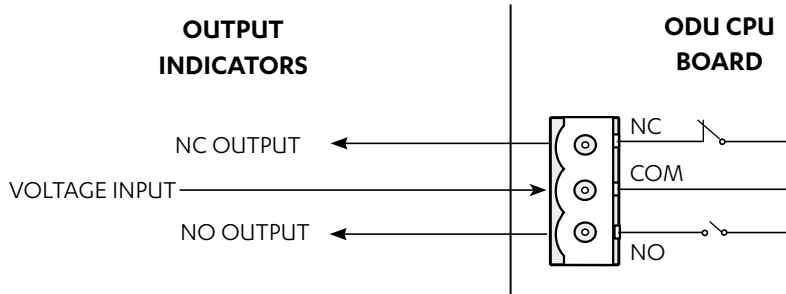 OUTPUT
INDICATORS
ODU CPU
BOARD
NC OUTPUT
NC
VOLTAGE INPUT
COM
NO OUTPUT
NO